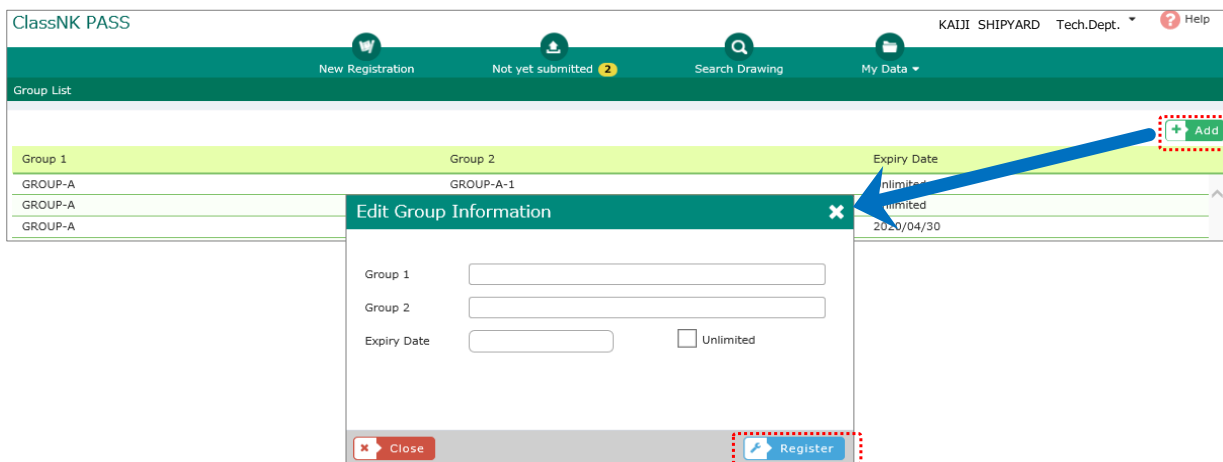 ClassNK PASS
KAIJI SHIPYARD Tech.Dept. Help
New Registration Not yet submitted 2 Search Drawing My Data
Group List
Add
Group 1 Group 2 Expiry Date
GROUP-A GROUP-A-1 Unlimited
GROUP-A Unlimited
GROUP-A 2020/04/30
Edit Group Information
Group 1
Group 2
Expiry Date Unlimited
Close Register